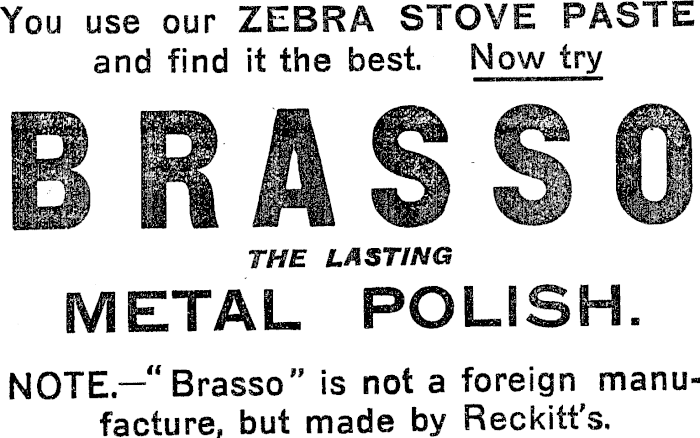 You use our ZEBRA STOVE PASTE
and find it the best. Now try
BRASSO
THE LASTING
METAL POLISH.
NOTE.—“Brasso” is not a foreign manu-
facture, but made by Reckitt's.